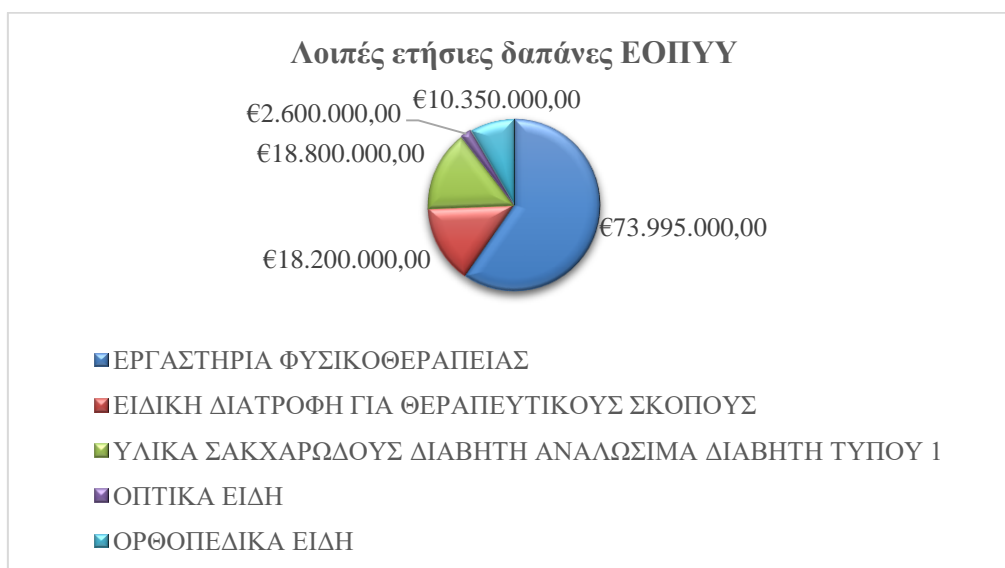 Λοιπές ετήσιες δαπάνες ΕΟΠΥΥ
€10.350.000,00
€2.600.000,00
€18.800.000,00
€73.995.000,00
€18.200.000,00
ΕΡΓΑΣΤΗΡΙΑ ΦΥΣΙΚΟΘΕΡΑΠΕΙΑΣ
ΕΙΔΙΚΗ ΔΙΑΤΡΟΦΗ ΓΙΑ ΘΕΡΑΠΕΥΤΙΚΟΥΣ ΣΚΟΠΟΥΣ
ΥΛΙΚΑ ΣΑΚΧΑΡΩΔΟΥΣ ΔΙΑΒΗΤΗ ΑΝΑΛΩΣΙΜΑ ΔΙΑΒΗΤΗ ΤΥΠΟΥ 1
ΟΠΤΙΚΑ ΕΙΔΗ
ΟΡΘΟΠΕΔΙΚΑ ΕΙΔΗ